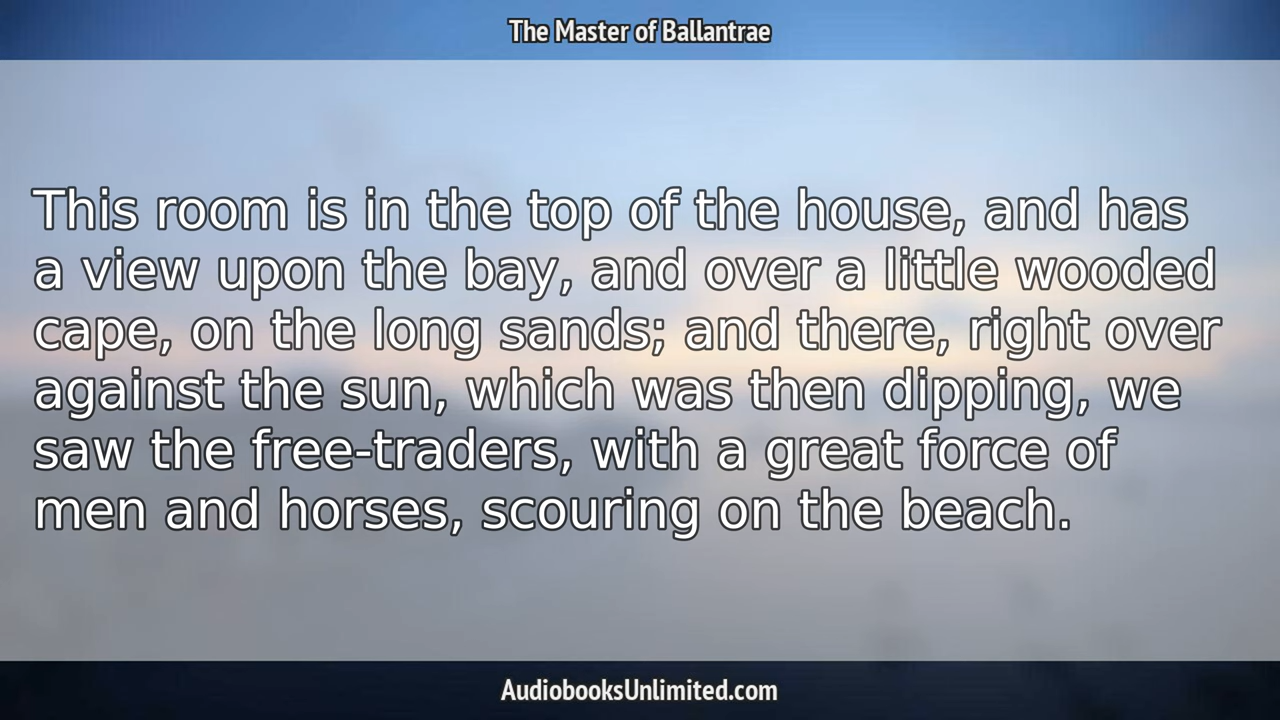 The Master of Ballantrae
This room is in the top of the house, and has
a view upon the bay, and over a little wooded
cape, on the long sands; and there, right over
against the sun, which was then dipping, we
saw the free-traders, with a great force of
men and horses, scouring on the beach.
AudiobooksUnlimited.com